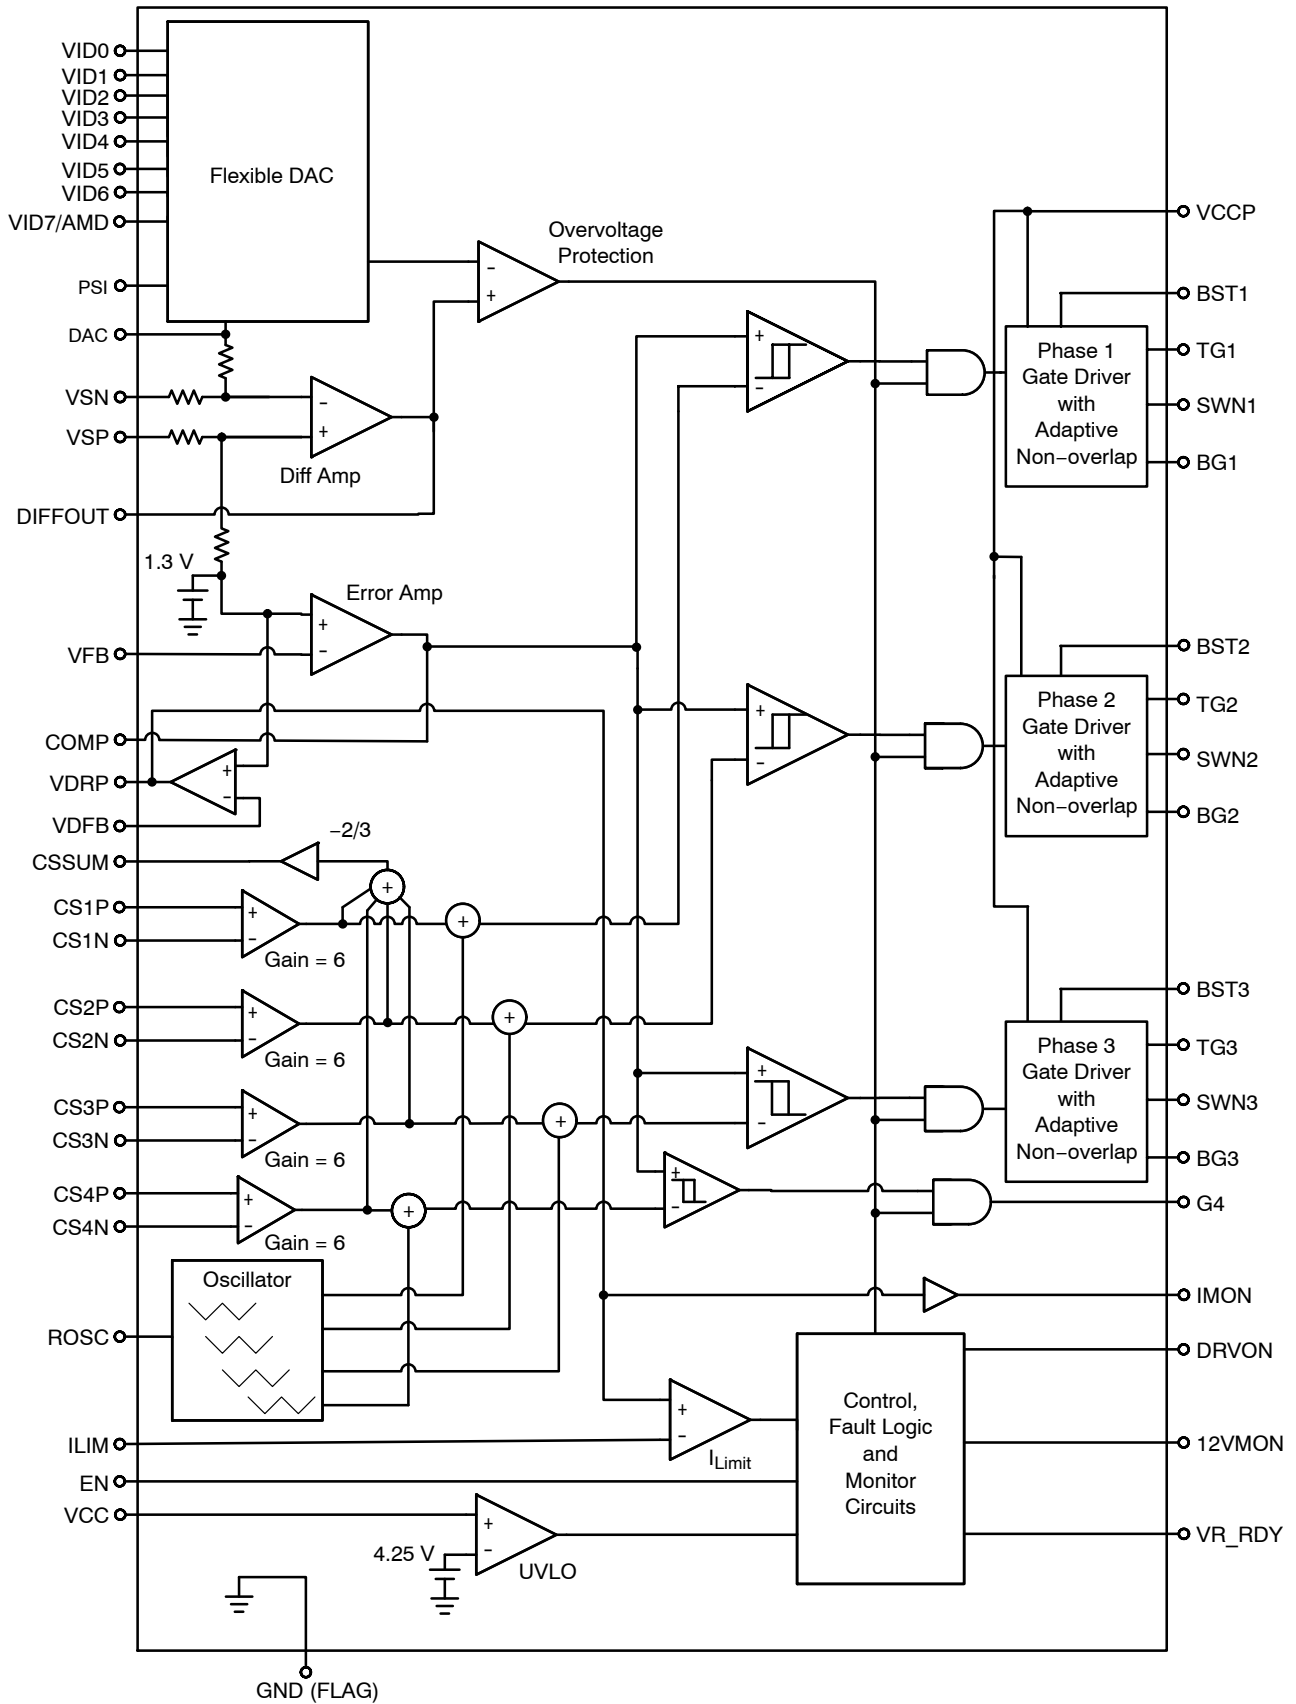 VID0
VID1
VID2
VID3
VID4
VID5
VID6
VID7/AMD
PSI
DAC
VSN
VSP
DIFFOUT
VFB
COMP
VDRP
VDFB
CSSUM
CS1P
CS1N
CS2P
CS2N
CS3P
CS3N
CS4P
CS4N
ROSC
ILIM
EN
VCC
Flexible DAC
Overvoltage
Protection
−
+
−
+
Diff Amp
1.3 V
Error Amp
+
−
+
−
−2/3
+
+
−
Gain = 6
+
+
−
Gain = 6
+
+
−
Gain = 6
+
+
−
Gain = 6
+
Oscillator
+
−
+
−
+
−
+
−
+
−
ILimit
4.25 V
+
−
UVLO
Control,
Fault Logic
and
Monitor
Circuits
Phase 1
Gate Driver
with
Adaptive
Non−overlap
Phase 2
Gate Driver
with
Adaptive
Non−overlap
Phase 3
Gate Driver
with
Adaptive
Non−overlap
VCCP
BST1
TG1
SWN1
BG1
BST2
TG2
SWN2
BG2
BST3
TG3
SWN3
BG3
G4
IMON
DRVON
12VMON
VR_RDY
GND (FLAG)